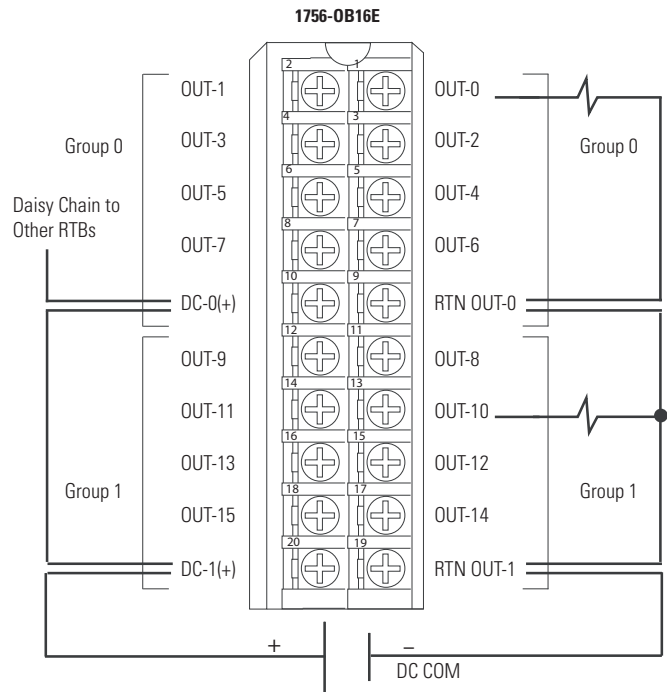 1756-OB16E
2 1
OUT-1 OUT-0
4 3
Group 0 OUT-3 OUT-2 Group 0
6 5
OUT-5 OUT-4
Daisy Chain to
Other RTBs
8 7
OUT-7 OUT-6
10 9
DC-0(+) RTN OUT-0
12 11
OUT-9 OUT-8
14 13
OUT-11 OUT-10
16 15
OUT-13 OUT-12
Group 1 Group 1
18 17
OUT-15 OUT-14
20 19
DC-1(+) RTN OUT-1
+ –
DC COM